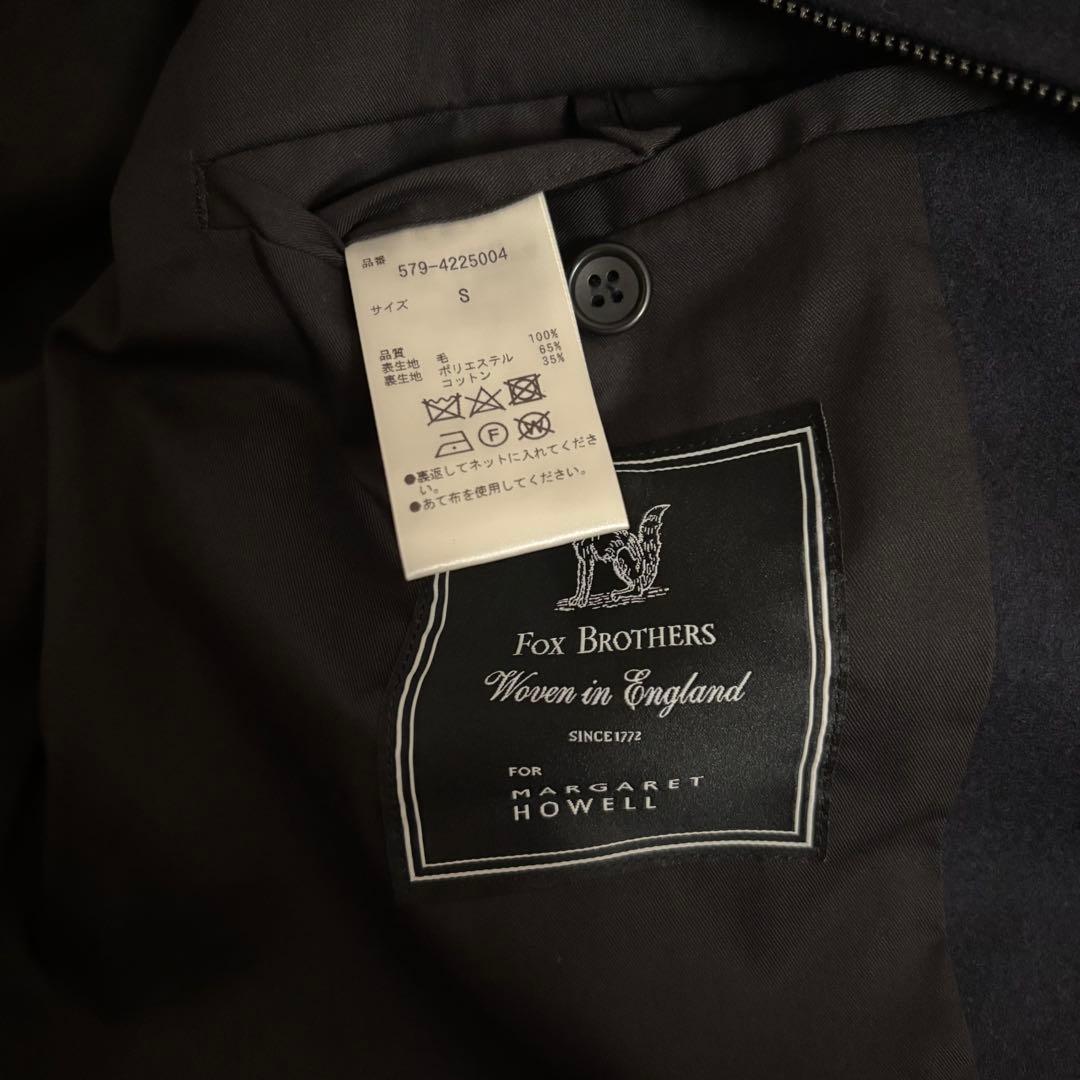 品番 579-4225004
サイズ S
品質 100%
表生地 毛 65%
裏生地 ポリエステル 35%
コットン
F
W
●裏返してネットに入れてくださ
い。
●あて布を使用してください。
FOX BROTHERS
Woven in England
SINCE 1772
FOR
MARGARET
HOWELL